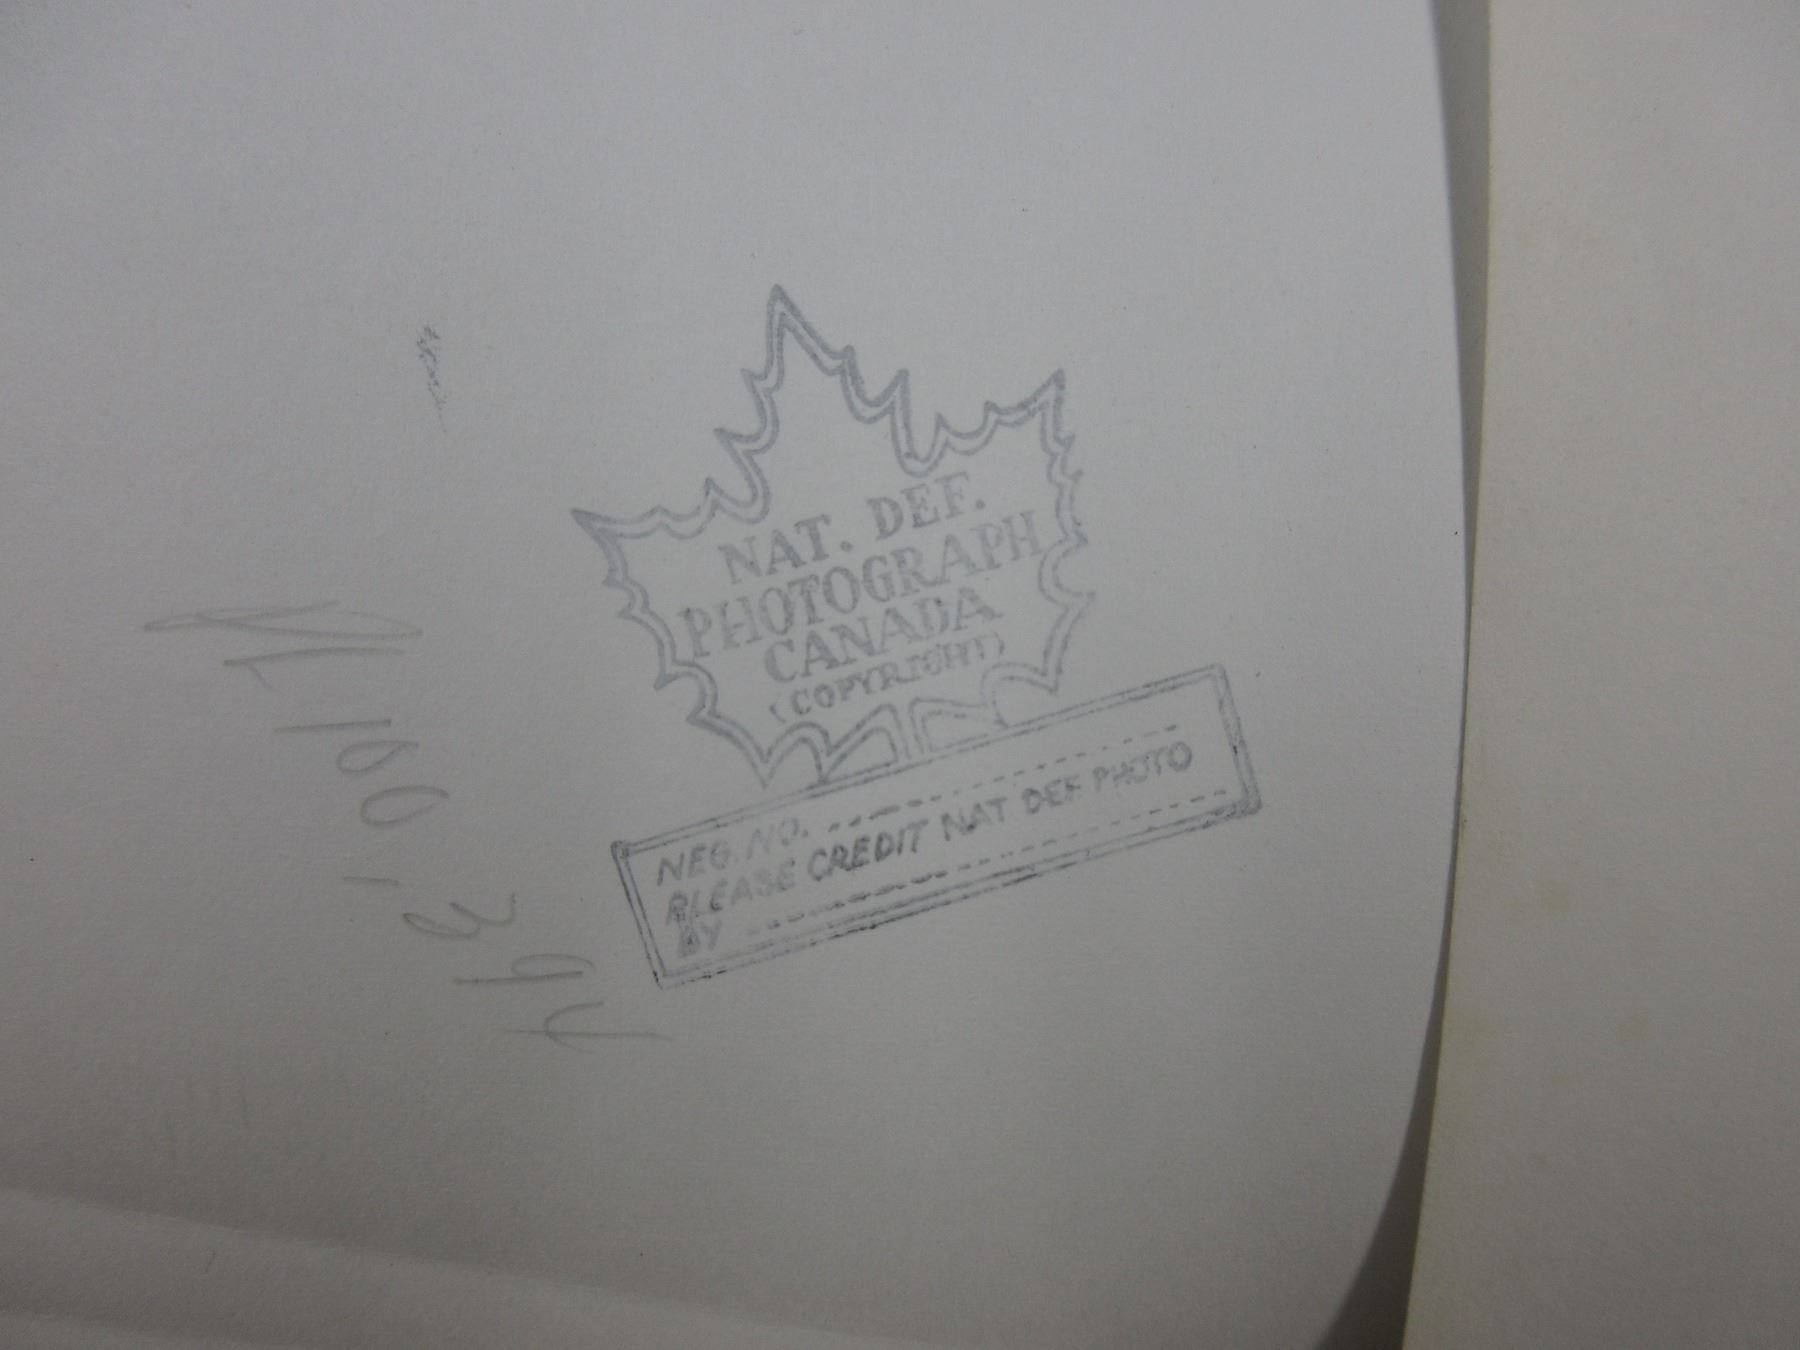 NAT. DEF.
PHOTOGRAPH
CANADA
(COPYRIGHT)
NEG. NO.
PLEASE CREDIT NAT DEF PHOTO
BY